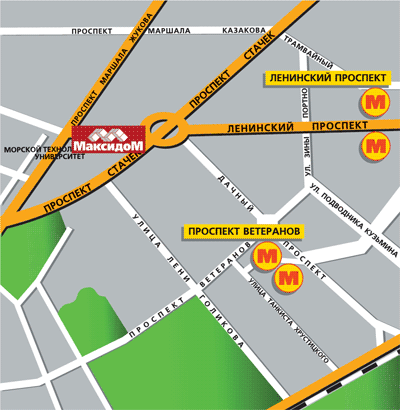 ПРОСПЕКТ МАРШАЛА КАЗАКОВА
ПРОСПЕКТ МАРШАЛА ЖУКОВА
ПРОСПЕКТ СТАЧЕК
ТРАМВАЙНЫЙ
ЛЕНИНСКИЙ ПРОСПЕКТ
М
ПОРТНО
УЛ. ЗИНЫ
МаксидоМ
ЛЕНИНСКИЙ ПРОСПЕКТ
М
МОРСКОЙ ТЕХНОЛ
УНИВЕРСИТЕТ
ПРОСПЕКТ СТАЧЕК
ДАЧНЫЙ ПРОСПЕКТ
УЛ. ПОДВОДНИКА КУЗЬМИНА
ПРОСПЕКТ ВЕТЕРАНОВ
М
М
УЛИЦА ЛЕНИ ГОЛИКОВА
ПРОСПЕКТ ВЕТЕРАНОВ
УЛИЦА ТАНКИСТА ХРУСТИЦКОГО